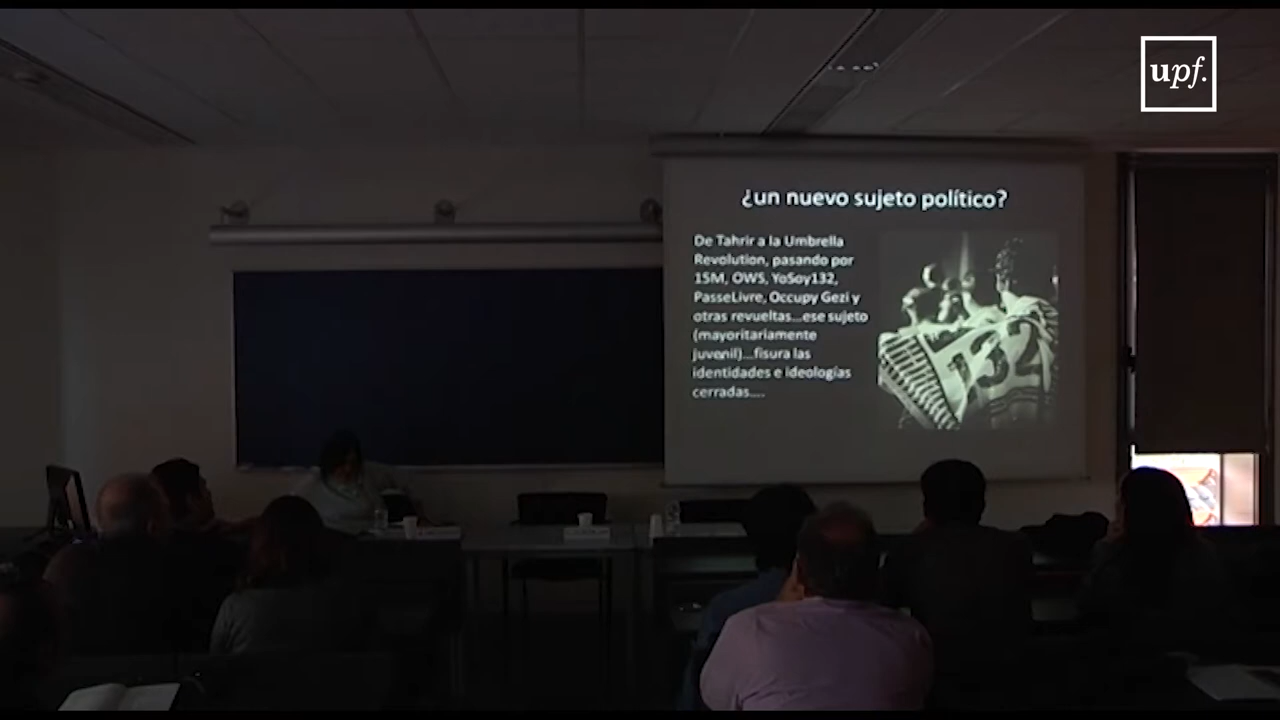 upf.
¿un nuevo sujeto político?
De Tahrir a la Umbrella
Revolution, pasando por
15M, OWS, YoSoy132,
PasseLivre, Occupy Gezi y
otras revueltas...ese sujeto
(mayoritariamente
juvenil)...fisura las
identidades e ideologías
cerradas....
132